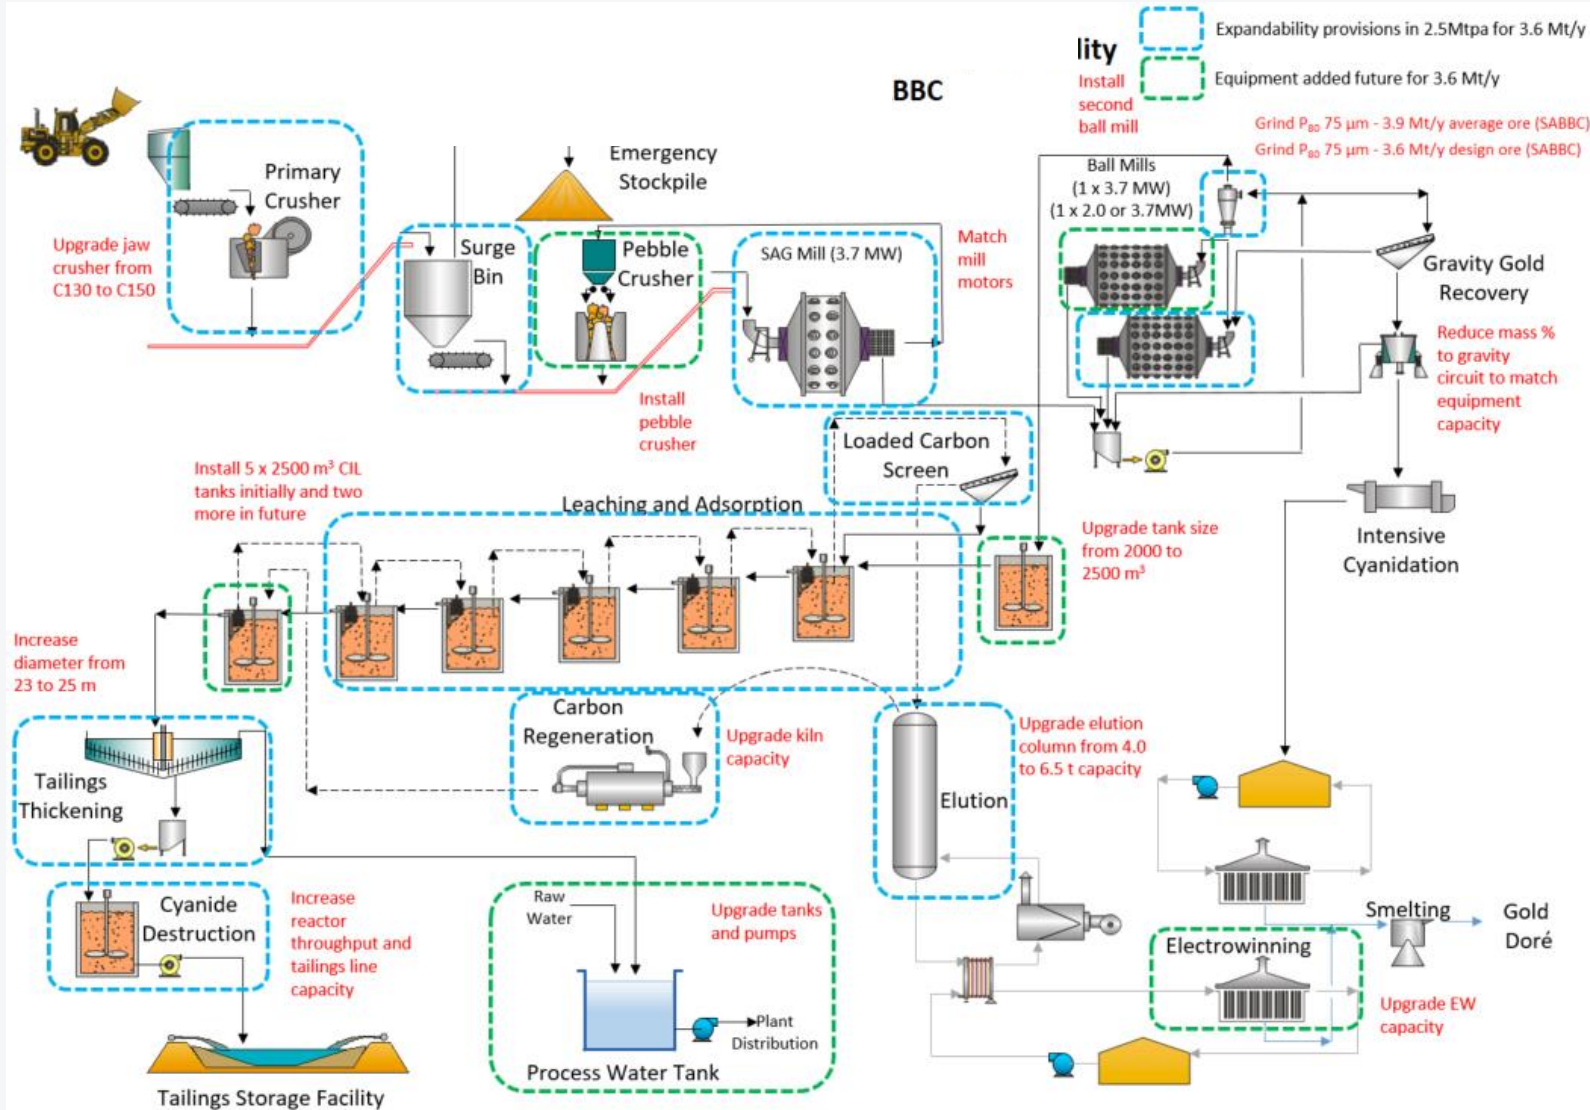 lity
BBC
Expandability provisions in 2.5Mtpa for 3.6 Mt/y
Equipment added future for 3.6 Mt/y
Install
second
ball mill
Grind P₈₀ 75 µm - 3.9 Mt/y average ore (SABBC)
Grind P₈₀ 75 µm - 3.6 Mt/y design ore (SABBC)
Primary
Crusher
Upgrade jaw
crusher from
C130 to C150
Emergency
Stockpile
Surge
Bin
Pebble
Crusher
Install
pebble
crusher
SAG Mill (3.7 MW)
Match
mill
motors
Ball Mills
(1 x 3.7 MW)
(1 x 2.0 or 3.7MW)
Gravity Gold
Recovery
Reduce mass %
to gravity
circuit to match
equipment
capacity
Intensive
Cyanidation
Loaded Carbon
Screen
Install 5 x 2500 m³ CIL
tanks initially and two
more in future
Leaching and Adsorption
Upgrade tank size
from 2000 to
2500 m³
Increase
diameter from
23 to 25 m
Tailings
Thickening
Carbon
Regeneration
Upgrade kiln
capacity
Upgrade elution
column from 4.0
to 6.5 t capacity
Elution
Cyanide
Destruction
Increase
reactor
throughput and
tailings line
capacity
Raw
Water
Upgrade tanks
and pumps
Plant
Distribution
Process Water Tank
Smelting
Gold
Doré
Electrowinning
Upgrade EW
capacity
Tailings Storage Facility